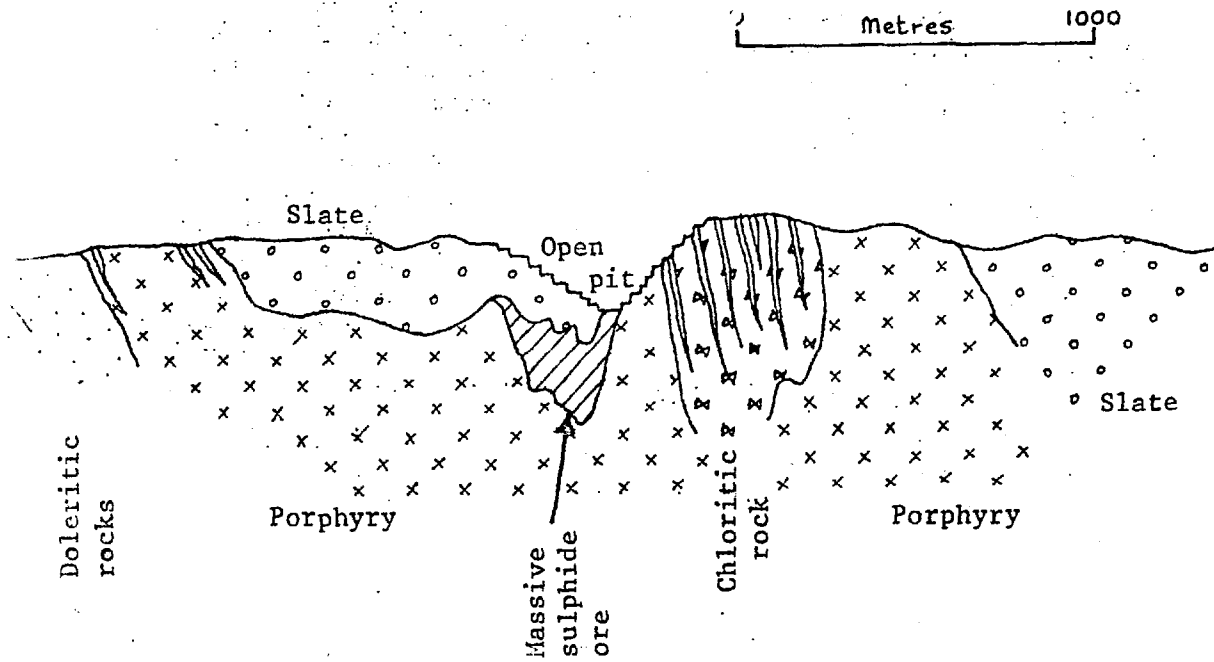 Metres
1000
Slate
Open
pit
Slate
Doleritic
rocks
Porphyry
Massive
sulphide
ore
Chloritic
rock
Porphyry